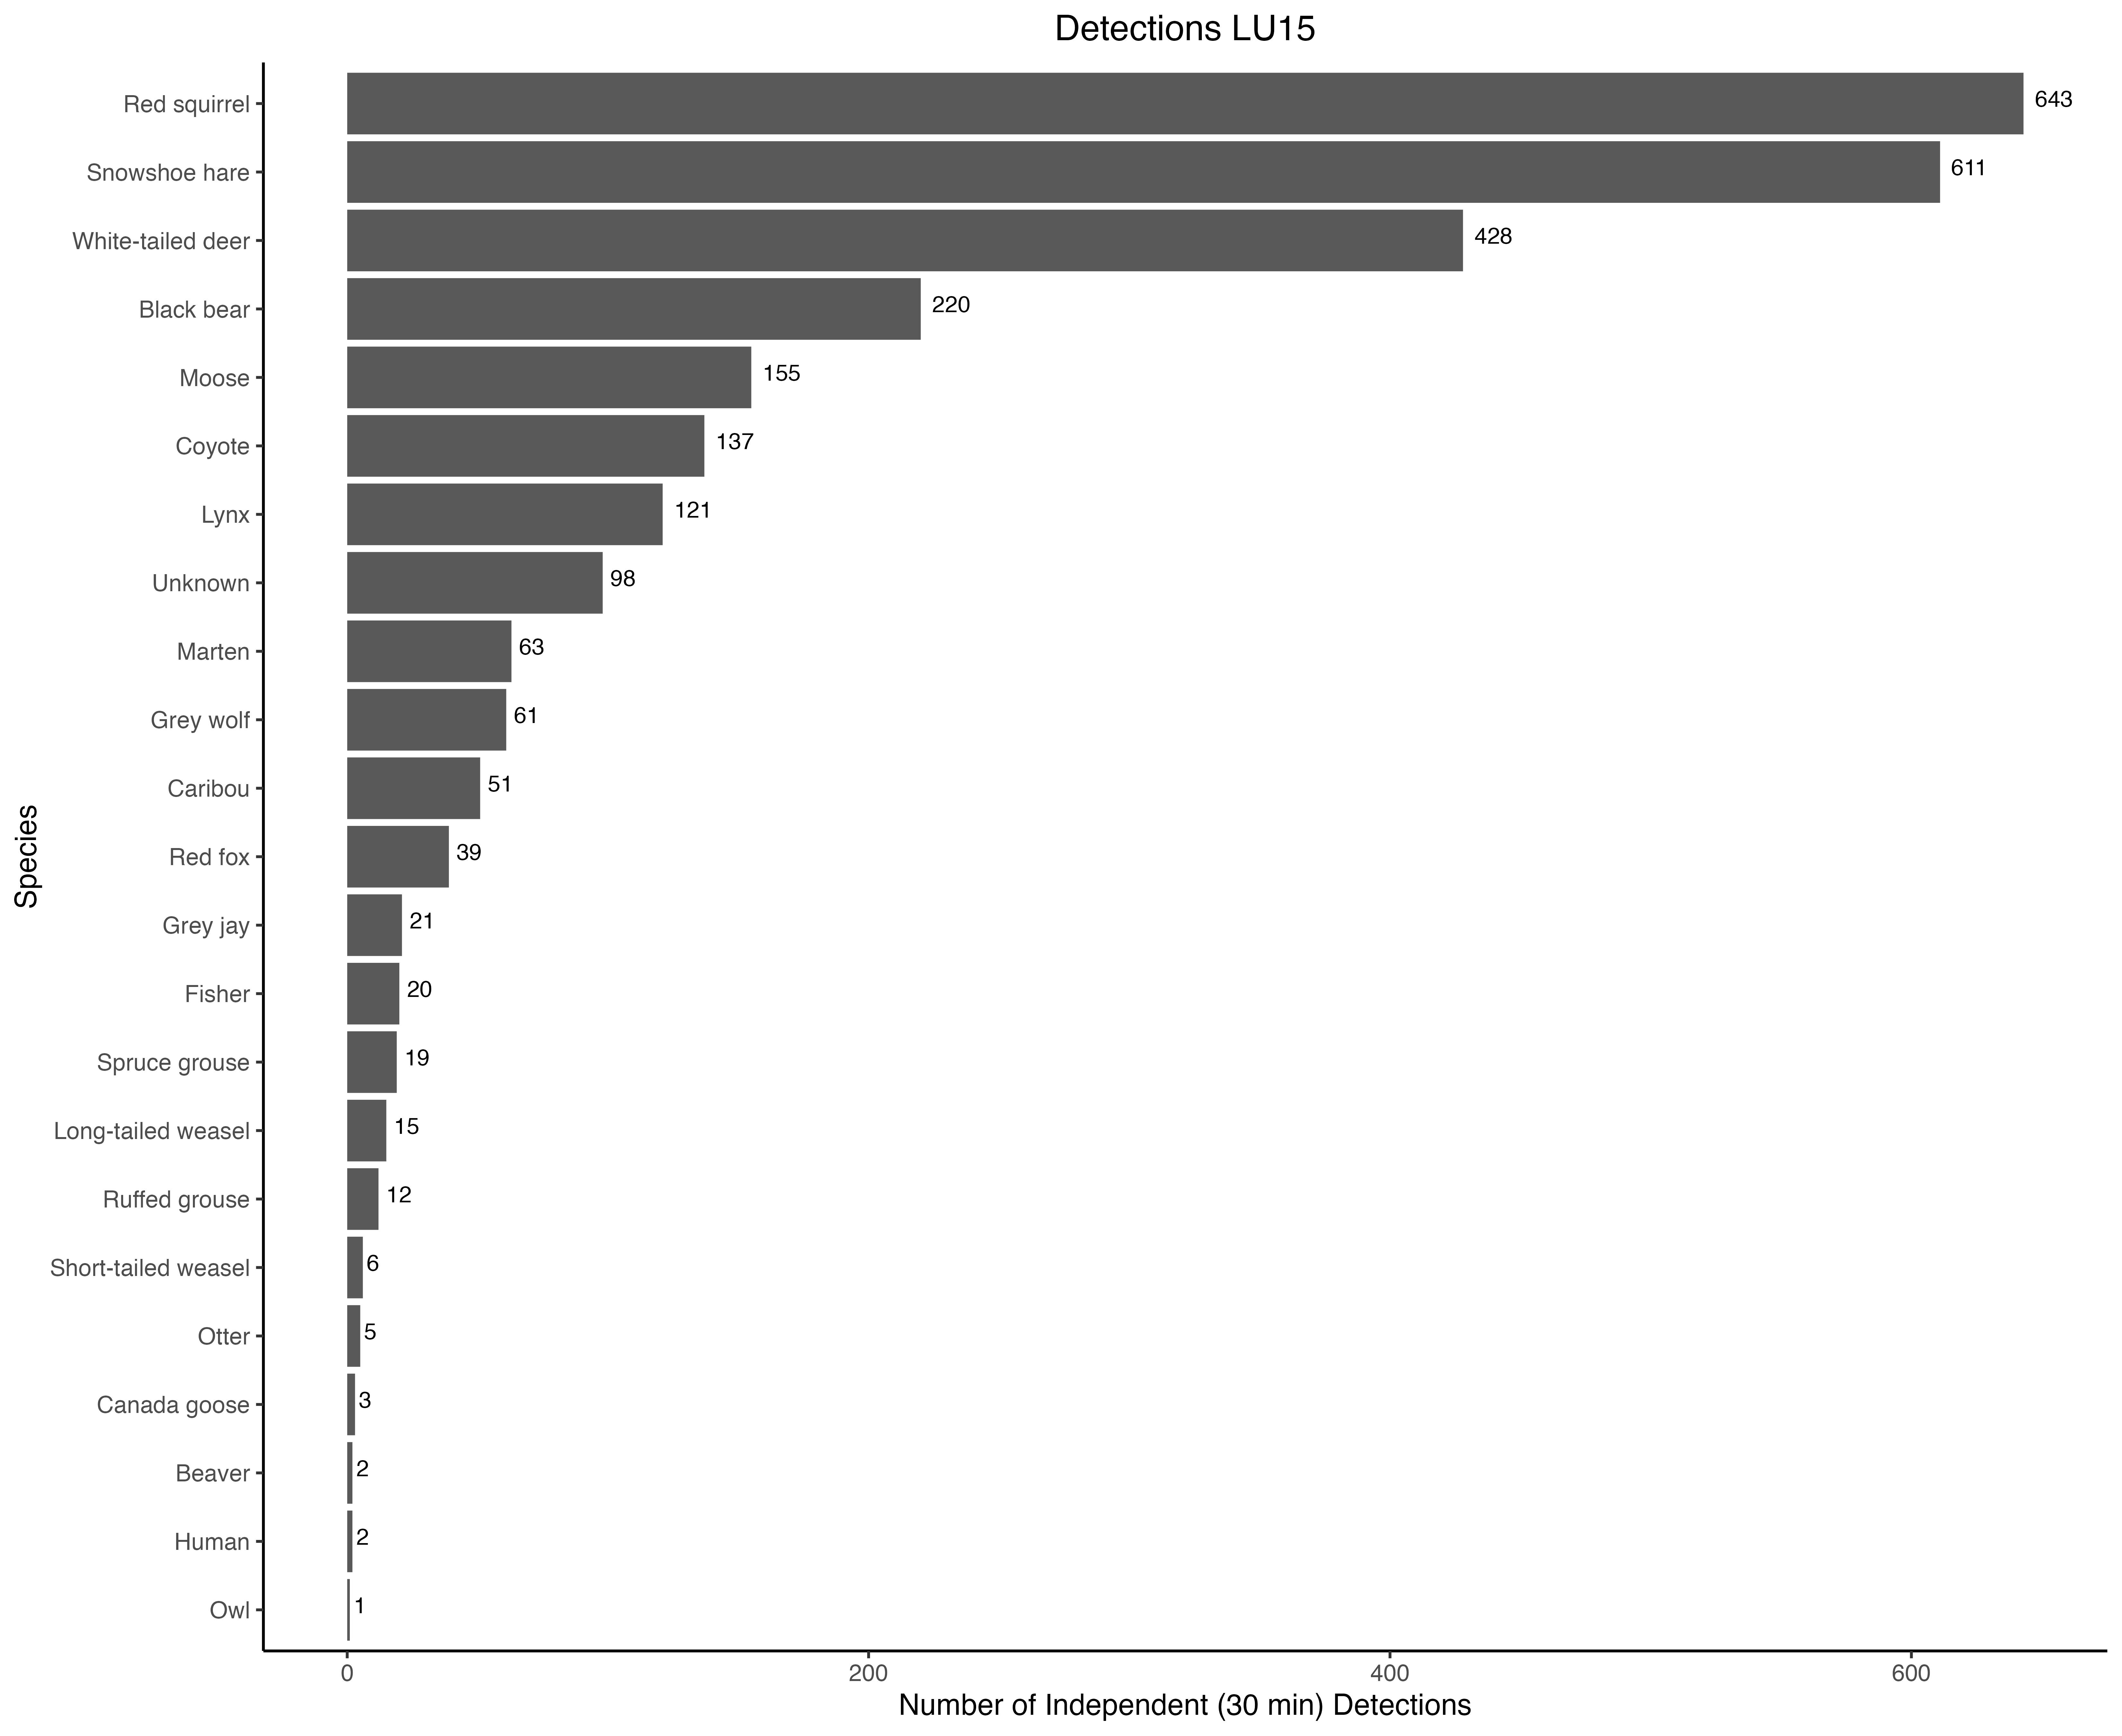 Detections LU15
Red squirrel 643
Snowshoe hare 611
White-tailed deer 428
Black bear 220
Moose 155
Coyote 137
Lynx 121
Unknown 98
Marten 63
Grey wolf 61
Caribou 51
Red fox 39
Grey jay 21
Fisher 20
Spruce grouse 19
Long-tailed weasel 15
Ruffed grouse 12
Short-tailed weasel 6
Otter 5
Canada goose 3
Beaver 2
Human 2
Owl 1
Species
0 200 400 600
Number of Independent (30 min) Detections